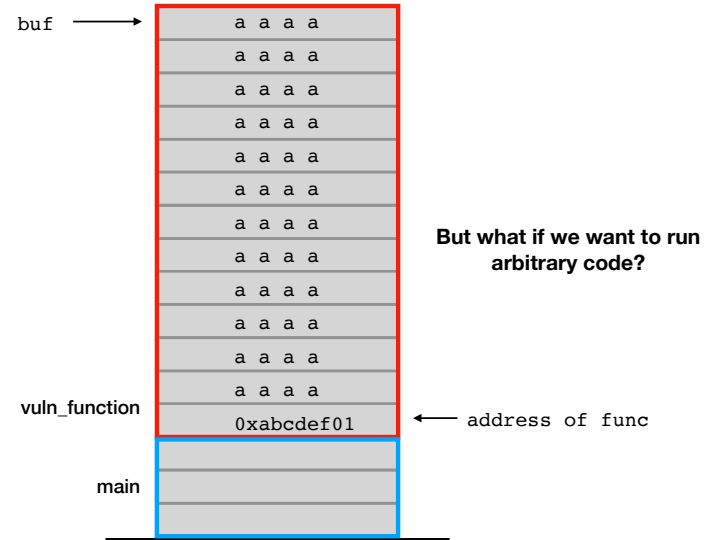 buf
a a a a
a a a a
a a a a
a a a a
a a a a
a a a a
a a a a
a a a a
a a a a
a a a a
a a a a
a a a a
But what if we want to run
arbitrary code?
vuln_function
0xabcdef01
address of func
main